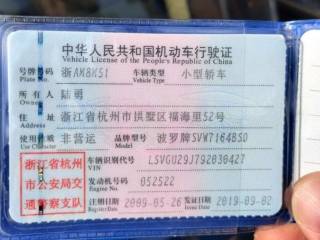 中华人民共和国机动车行驶证
Vehicle License of the People's Republic of China
号牌号码 浙AM8K51 车辆类型 小型轿车
Plate No. Vehicle Type
所有人 陆勇
Owner
住址 浙江省杭州市拱墅区福海里52号
Address
使用性质 非营运 品牌型号 波罗牌SVW7164BSD
Use Character Model
浙江省杭州
市公安局交
通警察支队
车辆识别代号 LSVGU29J792030427
VIN
发动机号码 052522
Engine No.
注册日期 2009-05-26 发证日期 2019-09-02
Register Date Issue Date